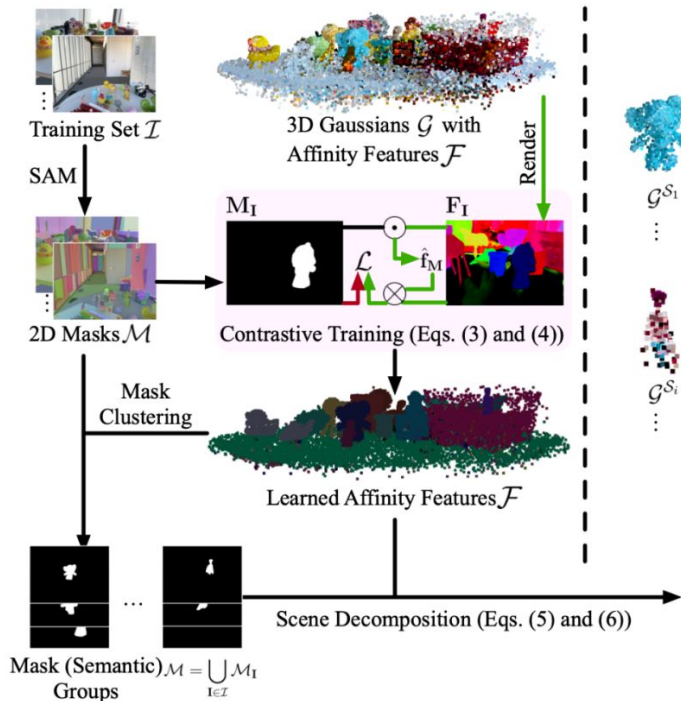 Training Set 𝓘
3D Gaussians 𝒢 with
Affinity Features 𝓕
SAM
Render
𝒢^{𝒮_1}
⋮
M_I
F_I
ℒ
f̂_M
2D Masks ℳ
Contrastive Training (Eqs. (3) and (4))
𝒢^{𝒮_i}
⋮
Mask
Clustering
Learned Affinity Features 𝓕
...
Scene Decomposition (Eqs. (5) and (6))
Mask (Semantic)
Groups
ℳ = ⋃_{I∈𝓘} ℳ_I